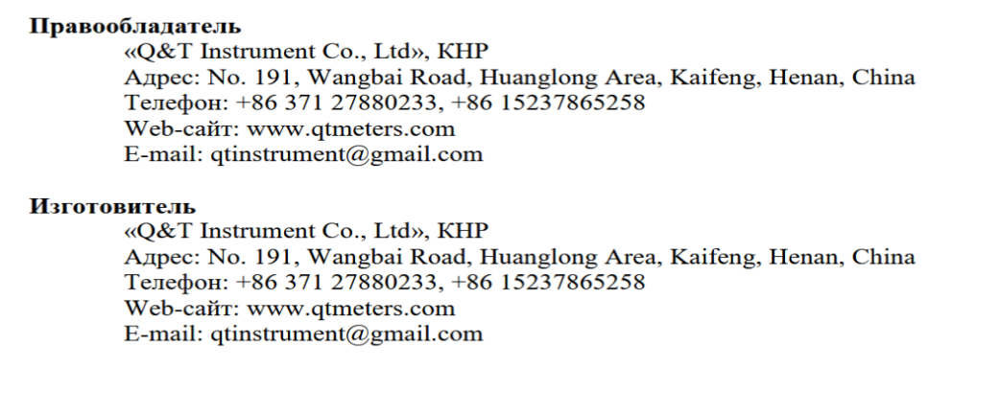 Правообладатель
«Q&T Instrument Co., Ltd», КНР
Адрес: No. 191, Wangbai Road, Huanglong Area, Kaifeng, Henan, China
Телефон: +86 371 27880233, +86 15237865258
Web-сайт: www.qtmeters.com
E-mail: qtinstrument@gmail.com
Изготовитель
«Q&T Instrument Co., Ltd», КНР
Адрес: No. 191, Wangbai Road, Huanglong Area, Kaifeng, Henan, China
Телефон: +86 371 27880233, +86 15237865258
Web-сайт: www.qtmeters.com
E-mail: qtinstrument@gmail.com